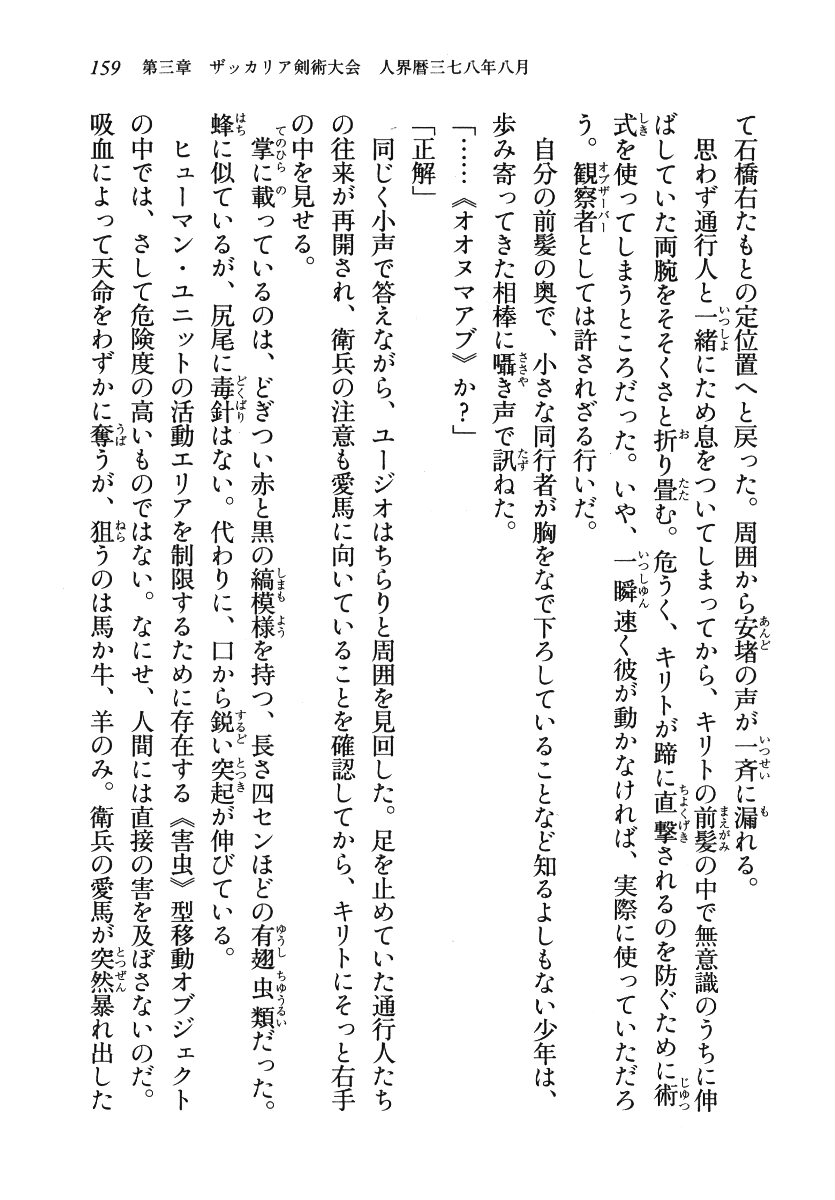 159 第三章 ザッカリア剣術大会 人界暦三七八年八月
て石橋右たもとの定位置へと戻った。周囲から安堵の声が一斉に漏れる。
思わず通行人と一緒にため息をついてしまってから、キリトの前髪の中で無意識のうちに伸
ばしていた両腕をそそくさと折り畳む。危うく、キリトが蹄に直撃されるのを防ぐために術
式を使ってしまうところだった。いや、一瞬速く彼が動かなければ、実際に使っていただろ
う。観察者としては許されざる行いだ。
自分の前髪の奥で、小さな同行者が胸をなで下ろしていることなど知るよしもない少年は、
歩み寄ってきた相棒に囁き声で訊ねた。
「……《オオヌマアブ》か?」
「正解」
同じく小声で答えながら、ユージオはちらりと周囲を見回した。足を止めていた通行人たち
の往来が再開され、衛兵の注意も愛馬に向いていることを確認してから、キリトにそっと右手
の中を見せる。
掌に載っているのは、どぎつい赤と黒の縞模様を持つ、長さ四センほどの有翅虫類だった。
蜂に似ているが、尻尾に毒針はない。代わりに、口から鋭い突起が伸びている。
ヒューマン・ユニットの活動エリアを制限するために存在する《害虫》型移動オブジェクト
の中では、さして危険度の高いものではない。なにせ、人間には直接の害を及ぼさないのだ。
吸血によって天命をわずかに奪うが、狙うのは馬か牛、羊のみ。衛兵の愛馬が突然暴れ出した